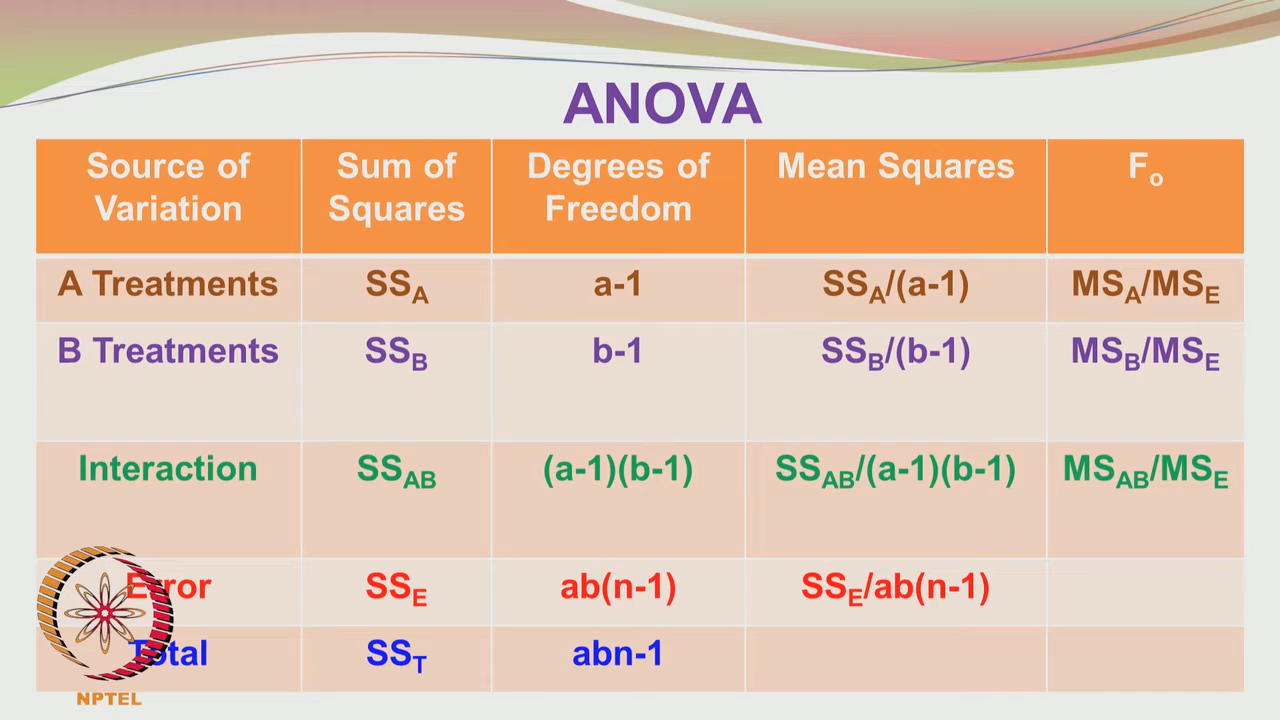 ANOVA
Source of Variation | Sum of Squares | Degrees of Freedom | Mean Squares | Fo
A Treatments | SSA | a-1 | SSA/(a-1) | MSA/MSE
B Treatments | SSB | b-1 | SSB/(b-1) | MSB/MSE
Interaction | SSAB | (a-1)(b-1) | SSAB/(a-1)(b-1) | MSAB/MSE
Error | SSE | ab(n-1) | SSE/ab(n-1)
Total | SST | abn-1
NPTEL